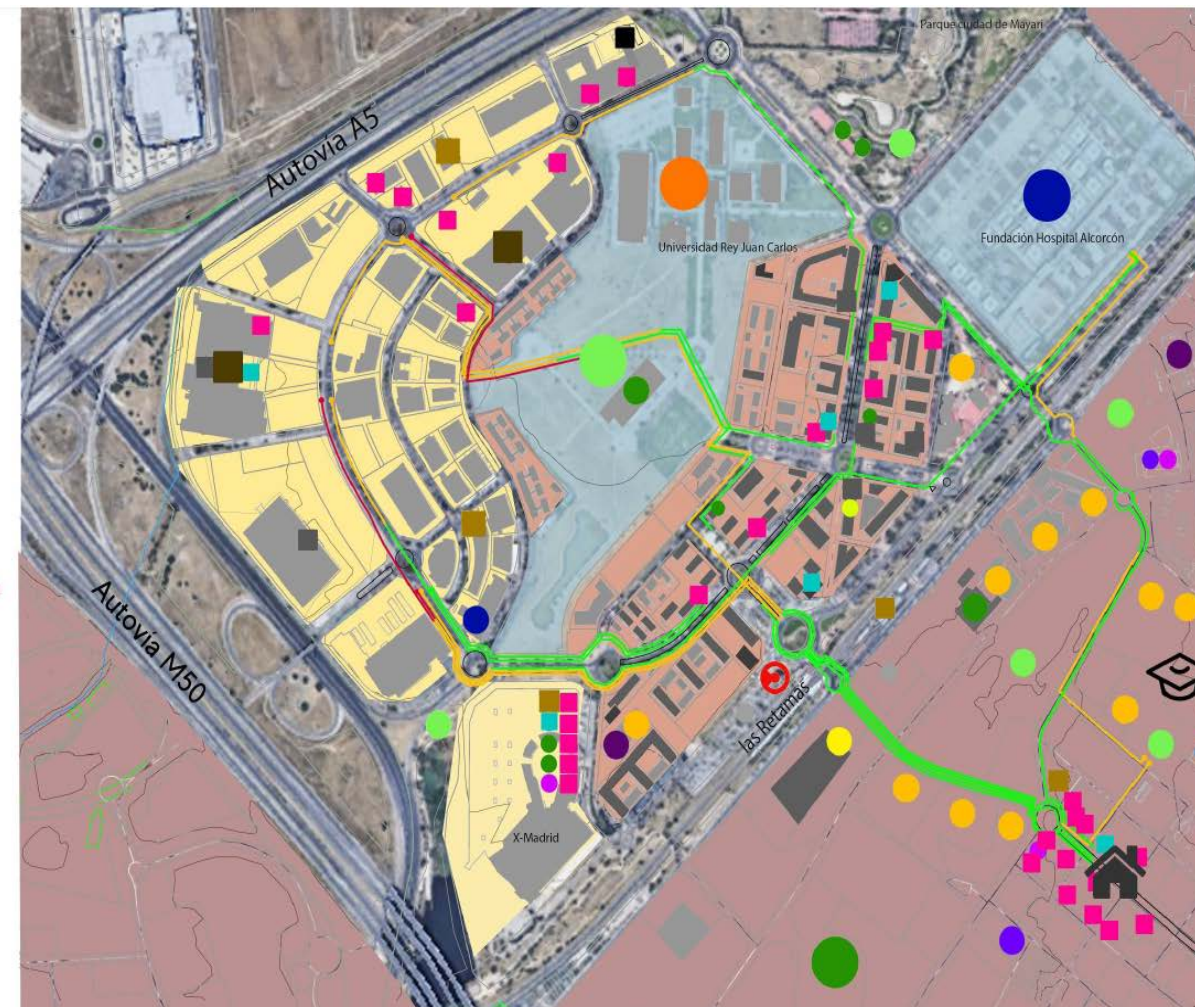 Parque ciudad de Mayarí
Autovía A5
Universidad Rey Juan Carlos
Fundación Hospital Alcorcón
Autovía M50
las Retamas
X-Madrid